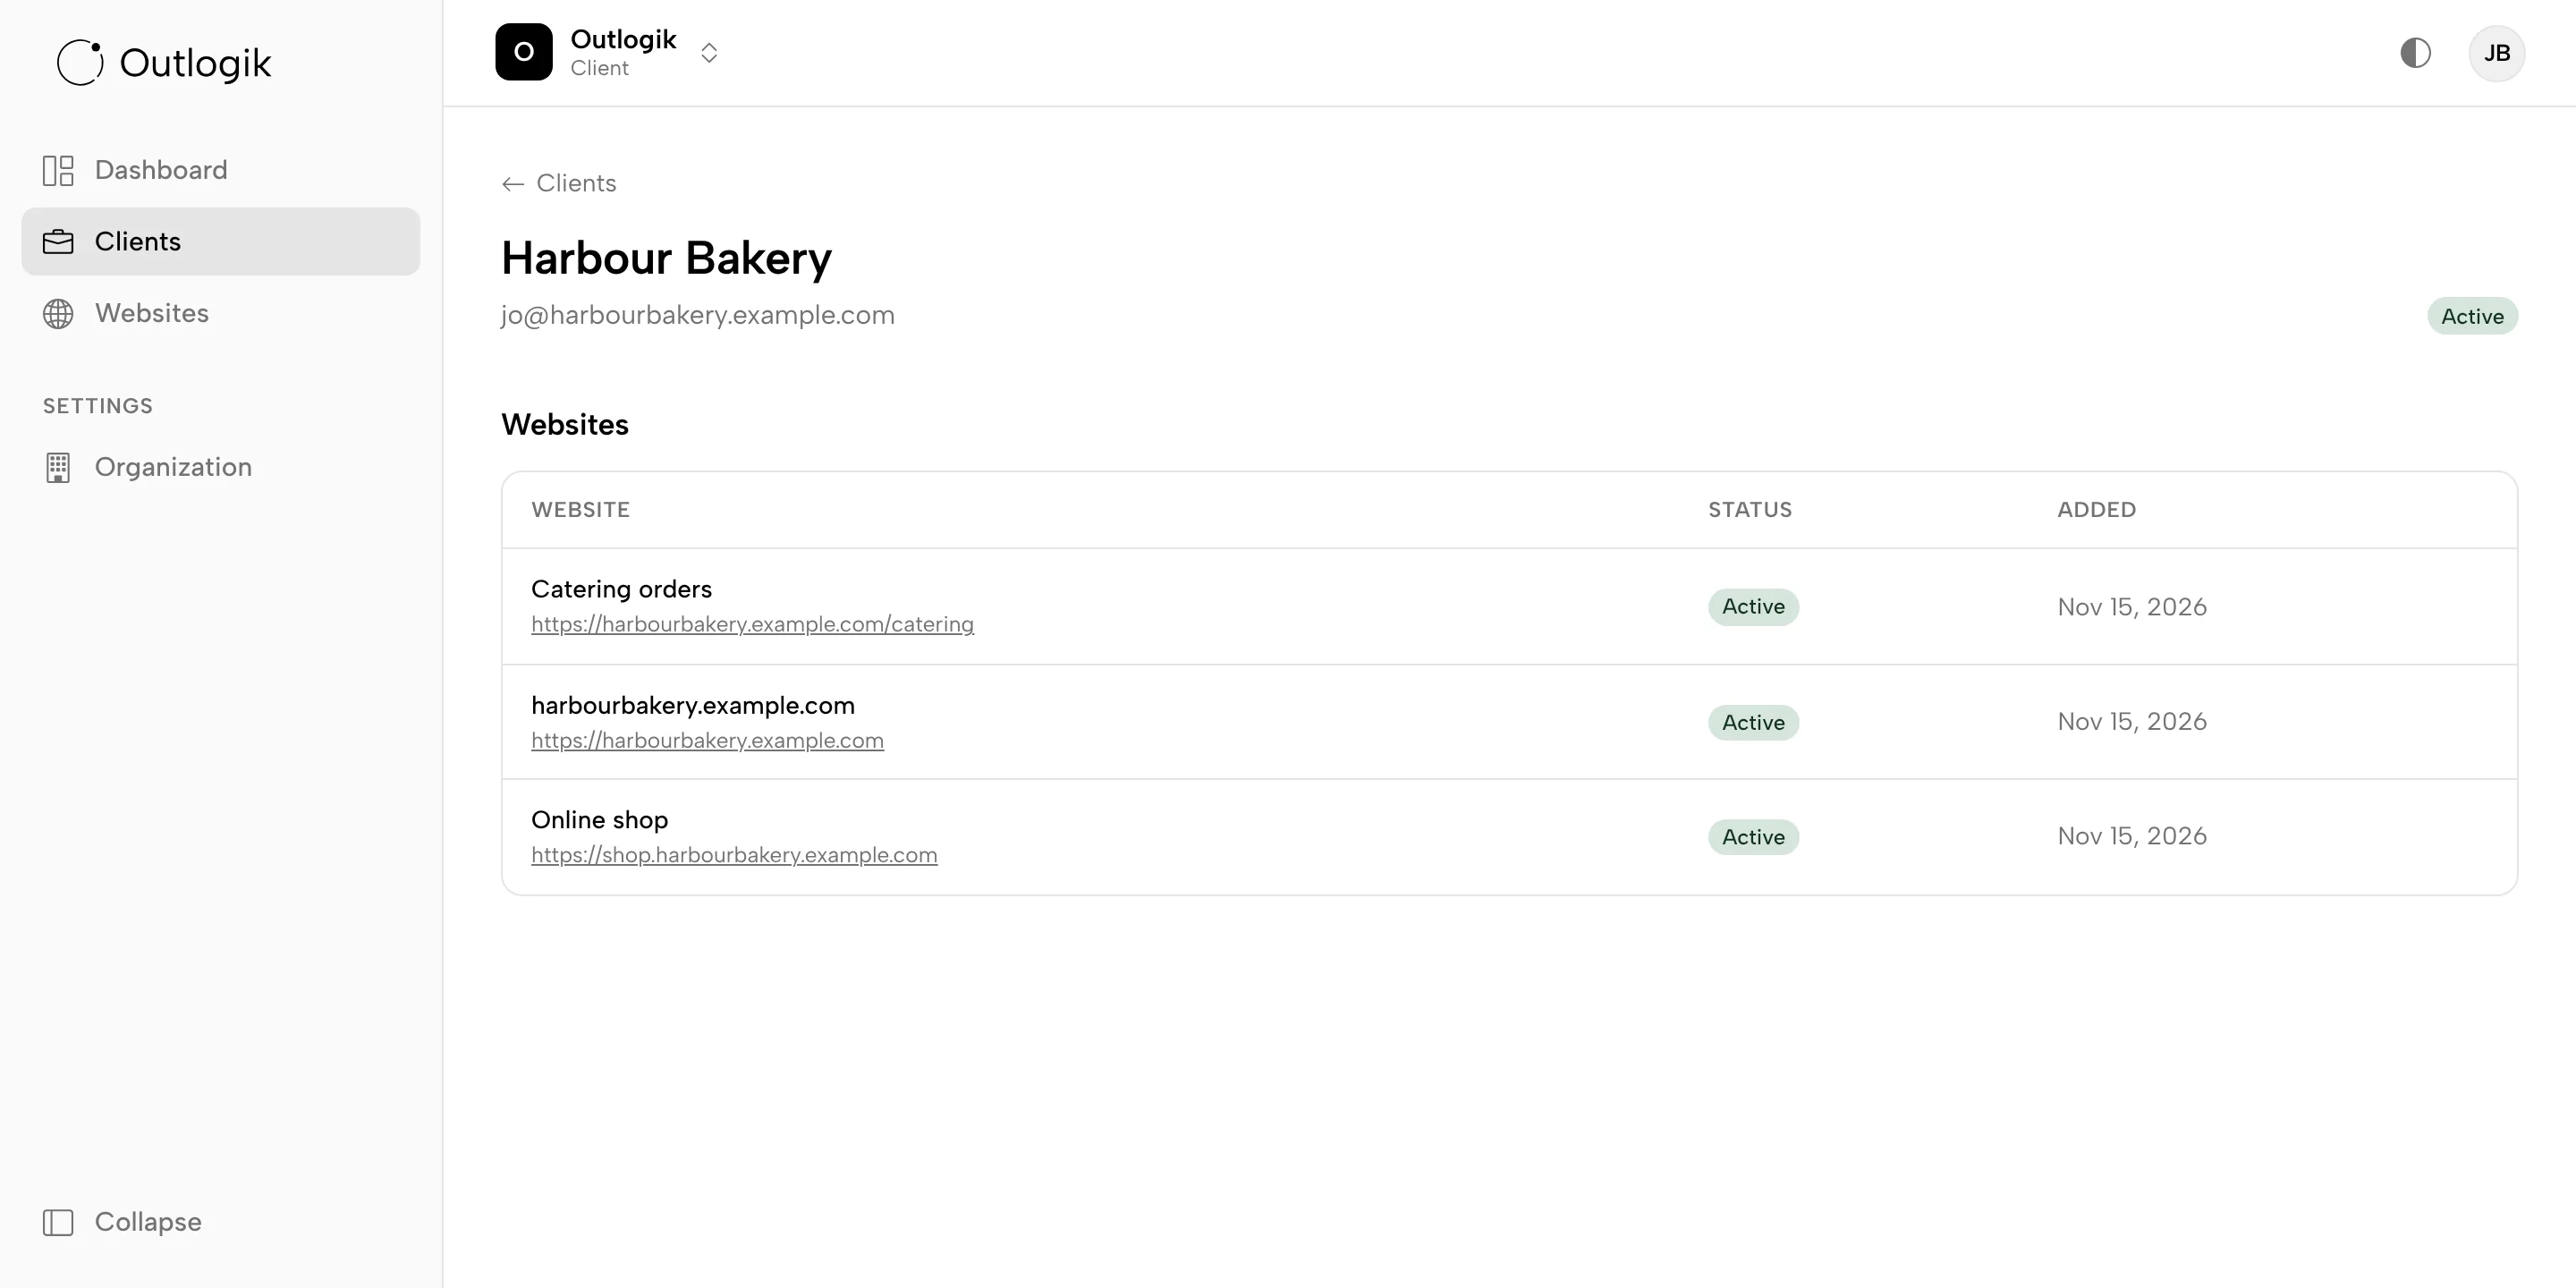 Outlogik
Dashboard
Clients
Websites
SETTINGS
Organization
Collapse
O
Outlogik
Client
JB
← Clients
Harbour Bakery
jo@harbourbakery.example.com
Active
Websites
WEBSITE STATUS ADDED
Catering orders
https://harbourbakery.example.com/catering
Active
Nov 15, 2026
harbourbakery.example.com
https://harbourbakery.example.com
Active
Nov 15, 2026
Online shop
https://shop.harbourbakery.example.com
Active
Nov 15, 2026